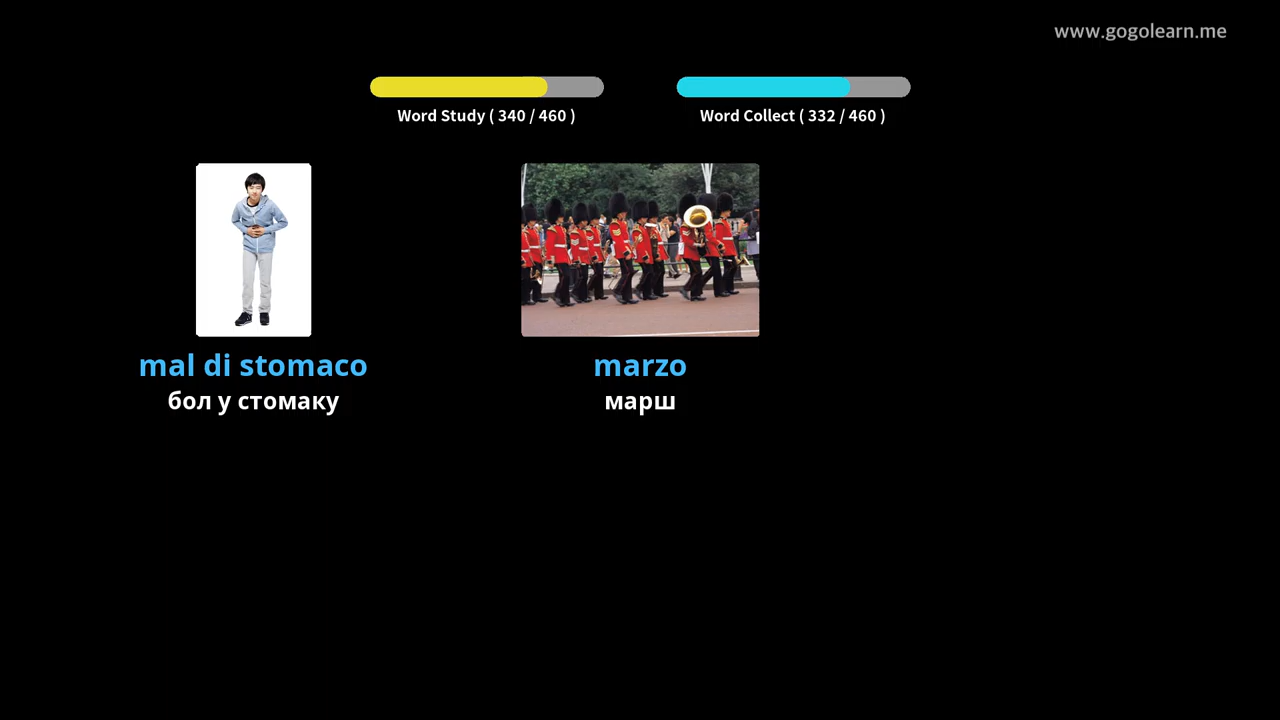 www.gogolearn.me
Word Study ( 340 / 460 )
Word Collect ( 332 / 460 )
mal di stomaco
бол у стомаку
marzo
марш